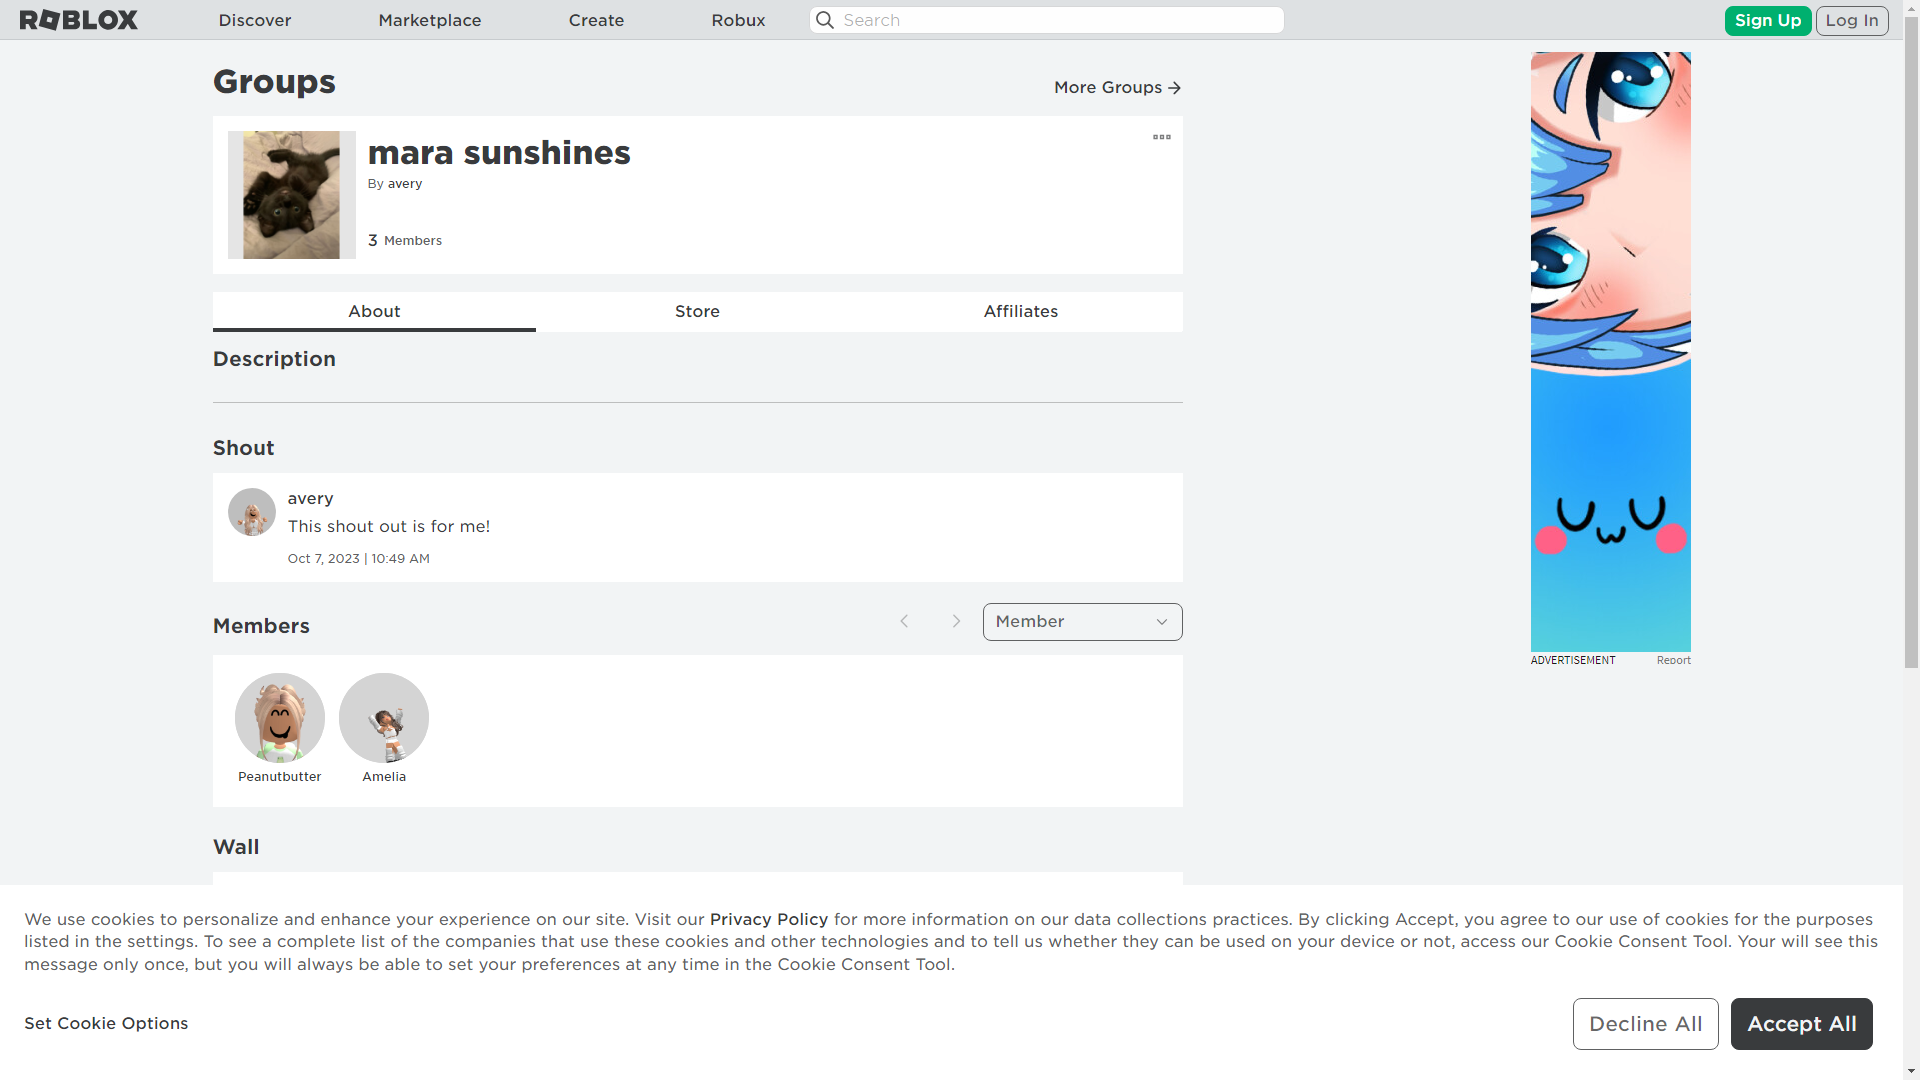 ROBLOX
Discover
Marketplace
Create
Robux
Search
Sign Up
Log In
Groups
More Groups
mara sunshines
By avery
3 Members
About
Store
Affiliates
Description
Shout
avery
This shout out is for me!
Oct 7, 2023 | 10:49 AM
Members
Member
Peanutbutter
Amelia
Wall
ADVERTISEMENT
Report
We use cookies to personalize and enhance your experience on our site. Visit our Privacy Policy for more information on our data collections practices. By clicking Accept, you agree to our use of cookies for the purposes
listed in the settings. To see a complete list of the companies that use these cookies and other technologies and to tell us whether they can be used on your device or not, access our Cookie Consent Tool. Your will see this
message only once, but you will always be able to set your preferences at any time in the Cookie Consent Tool.
Set Cookie Options
Decline All
Accept All